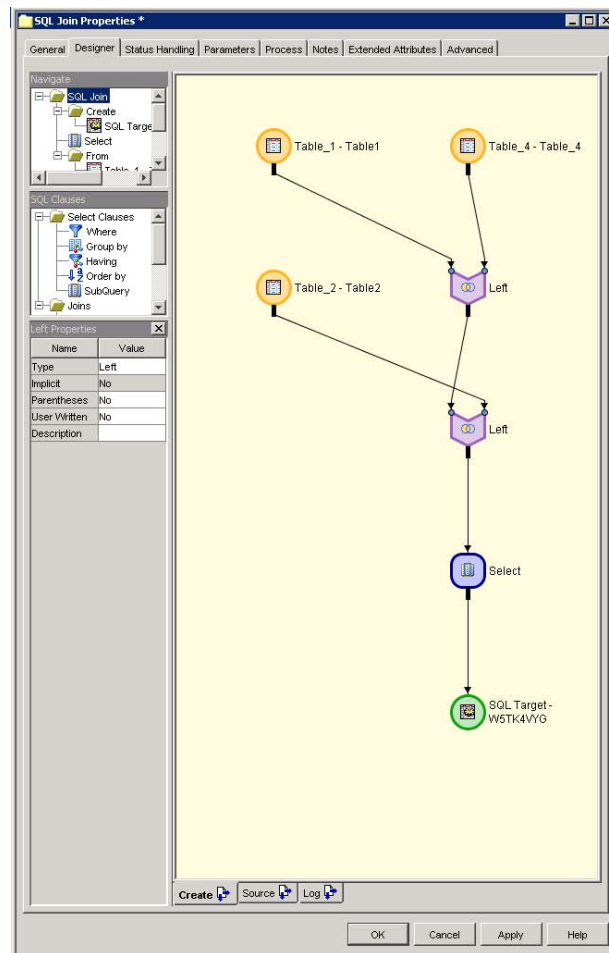 SQL Join Properties *
General Designer Status Handling Parameters Process Notes Extended Attributes Advanced
Navigate
SQL Join
Create
SQL Targe
Select
From
SQL Clauses
Select Clauses
Where
Group by
Having
Order by
SubQuery
Joins
Left Properties
Name Value
Type Left
Implicit No
Parentheses No
User Written No
Description
Table_1 - Table1
Table_4 - Table_4
Table_2 - Table2
Left
Left
Select
SQL Target -
W5TK4VYG
Create Source Log
OK Cancel Apply Help